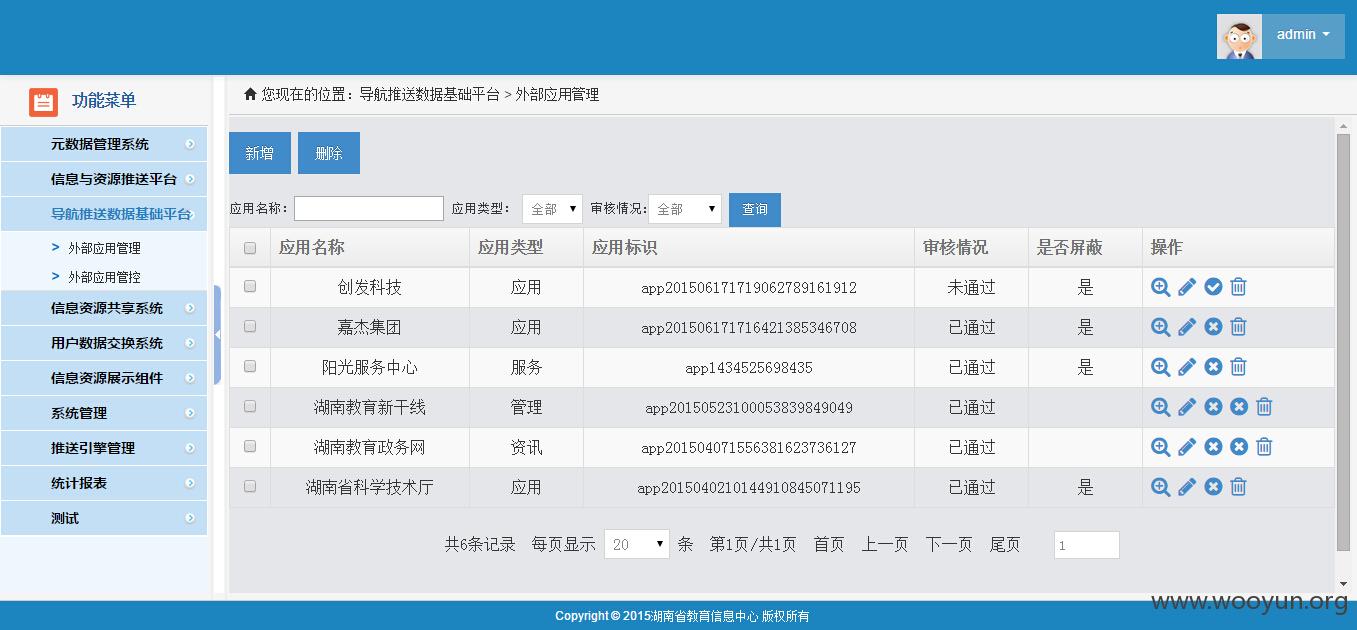 admin
功能菜单
您现在的位置：导航推送数据基础平台 > 外部应用管理
元数据管理系统
信息与资源推送平台
导航推送数据基础平台
> 外部应用管理
> 外部应用管控
信息资源共享系统
用户数据交换系统
信息资源展示组件
系统管理
推送引擎管理
统计报表
测试
新增 删除
应用名称： 应用类型： 全部 审核情况: 全部 查询
应用名称 应用类型 应用标识 审核情况 是否屏蔽 操作
创发科技 应用 app201506171719062789161912 未通过 是
嘉杰集团 应用 app201506171716421385346708 已通过 是
阳光服务中心 服务 app1434525698435 已通过 是
湖南教育新干线 管理 app20150523100053839849049 已通过
湖南教育政务网 资讯 app201504071556381623736127 已通过
湖南省科学技术厅 应用 app2015040210144910845071195 已通过 是
共6条记录 每页显示 20 条 第1页/共1页 首页 上一页 下一页 尾页 1
Copyright © 2015湖南省教育信息中心 版权所有
www.wooyun.org